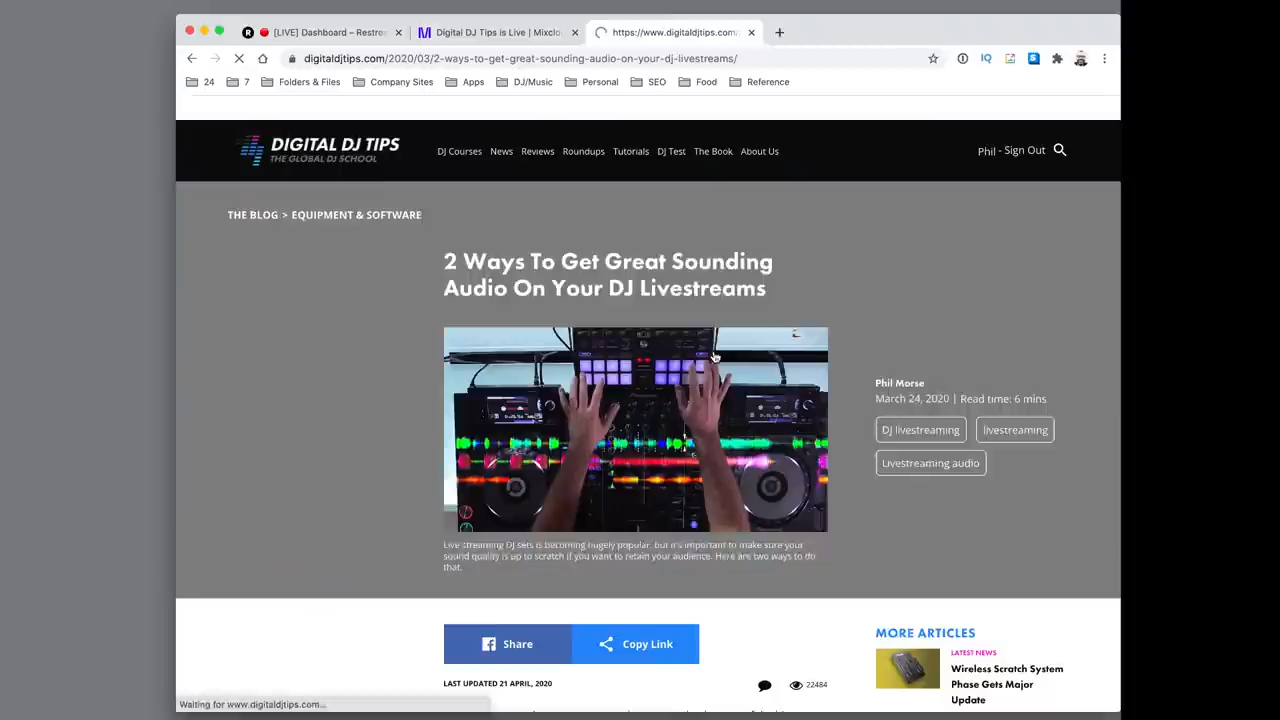 [LIVE] Dashboard – Restre
Digital DJ Tips is Live | Mixclo
https://www.digitaldjtips.com/
digitaldjtips.com/2020/03/2-ways-to-get-great-sounding-audio-on-your-dj-livestreams/
24
7
Folders & Files
Company Sites
Apps
DJ/Music
Personal
SEO
Food
Reference
DIGITAL DJ TIPS
THE GLOBAL DJ SCHOOL
DJ Courses
News
Reviews
Roundups
Tutorials
DJ Test
The Book
About Us
Phil - Sign Out
THE BLOG > EQUIPMENT & SOFTWARE
2 Ways To Get Great Sounding
Audio On Your DJ Livestreams
Phil Morse
March 24, 2020 | Read time: 6 mins
DJ livestreaming
livestreaming
Livestreaming audio
Live streaming DJ sets is becoming hugely popular, but it's important to make sure your
sound quality is up to scratch if you want to retain your audience. Here are two ways to do
that.
Share
Copy Link
LAST UPDATED 21 APRIL, 2020
22484
MORE ARTICLES
LATEST NEWS
Wireless Scratch System
Phase Gets Major
Update
Waiting for www.digitaldjtips.com...